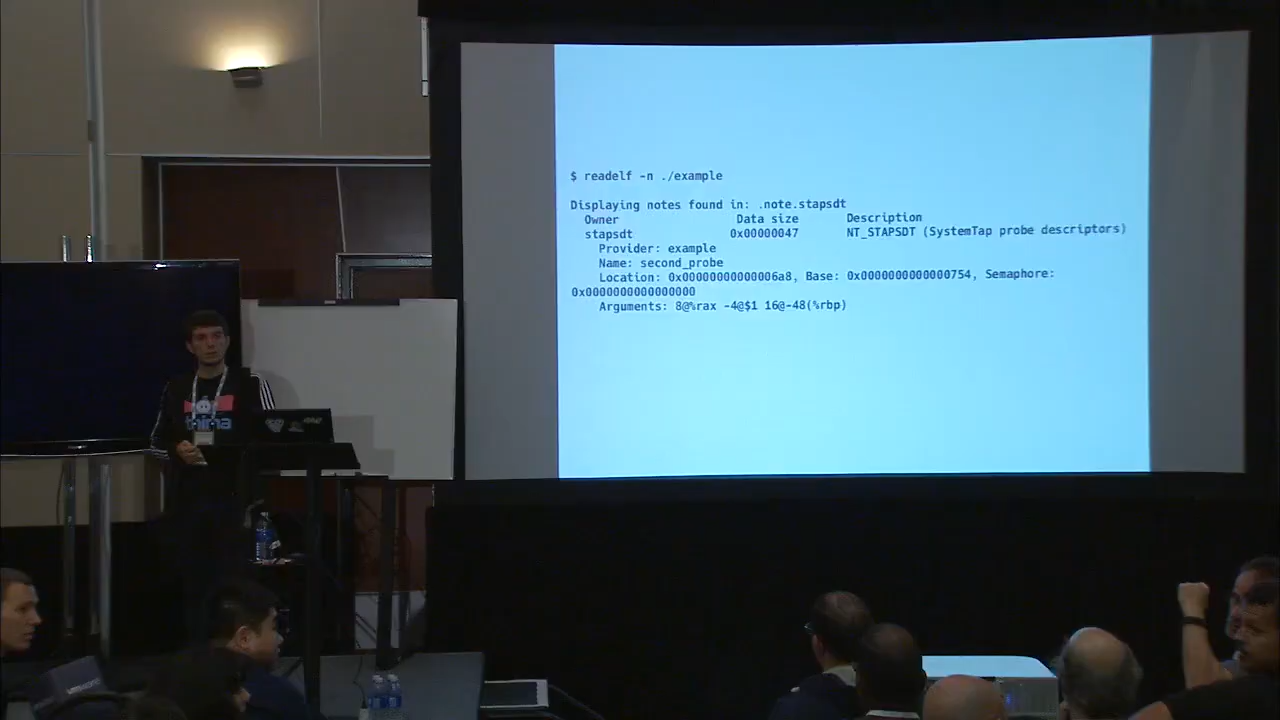 $ readelf -n ./example
Displaying notes found in: .note.stapsdt
Owner Data size Description
stapsdt 0x00000047 NT_STAPSDT (SystemTap probe descriptors)
Provider: example
Name: second_probe
Location: 0x00000000000006a8, Base: 0x0000000000000754, Semaphore:
0x0000000000000000
Arguments: 8@%rax -4@$1 16@-48(%rbp)